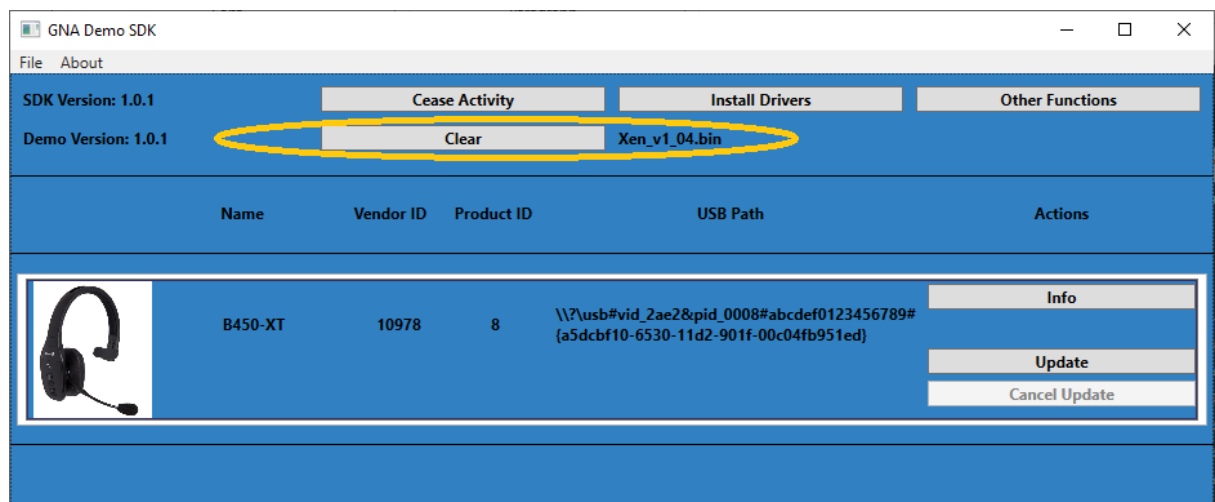 GNA Demo SDK
File About
SDK Version: 1.0.1 Cease Activity Install Drivers Other Functions
Demo Version: 1.0.1 Clear Xen_v1_04.bin
Name Vendor ID Product ID USB Path Actions
Info
\\?\usb#vid_2ae2&pid_0008#abcdef0123456789#
B450-XT 10978 8
{a5dcbf10-6530-11d2-901f-00c04fb951ed}
Update
Cancel Update